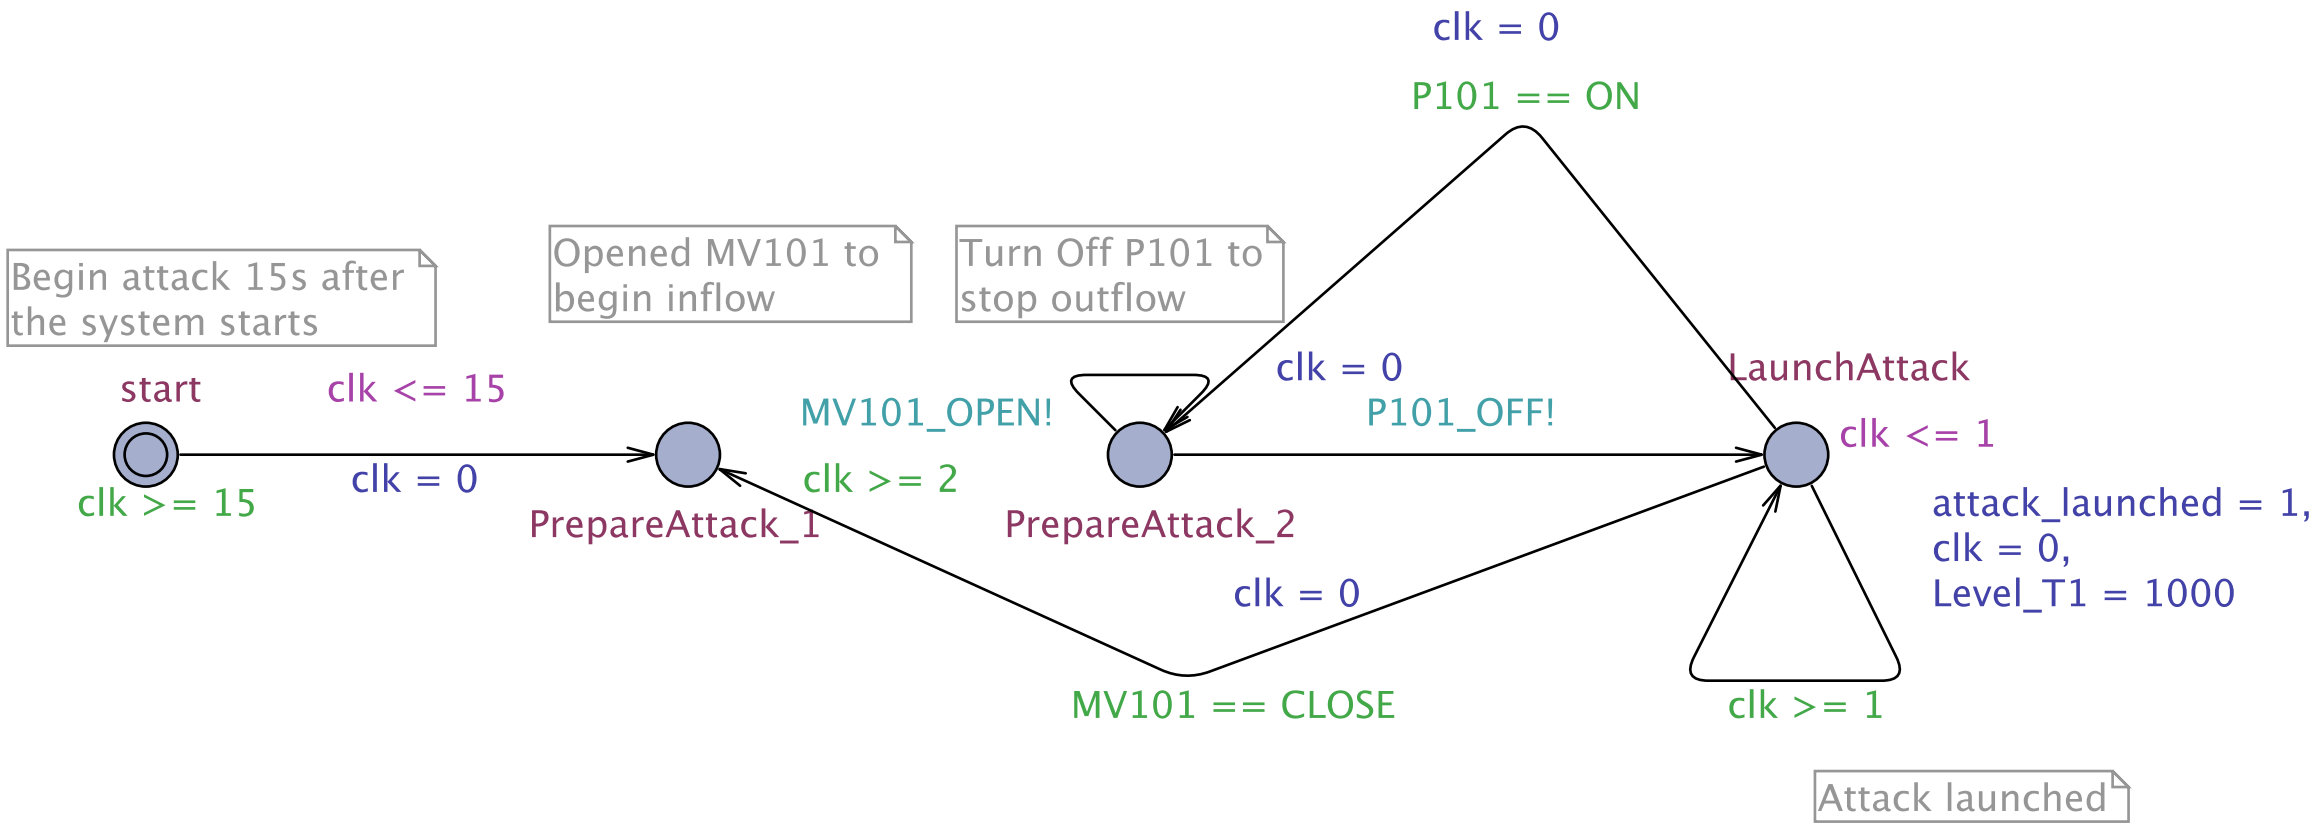 clk = 0
P101 == ON
Begin attack 15s after
the system starts
Opened MV101 to
begin inflow
Turn Off P101 to
stop outflow
start
clk <= 15
clk = 0
clk >= 15
MV101_OPEN!
clk >= 2
PrepareAttack_1
PrepareAttack_2
clk = 0
P101_OFF!
LaunchAttack
clk <= 1
attack_launched = 1,
clk = 0,
Level_T1 = 1000
clk = 0
MV101 == CLOSE
clk >= 1
Attack launched